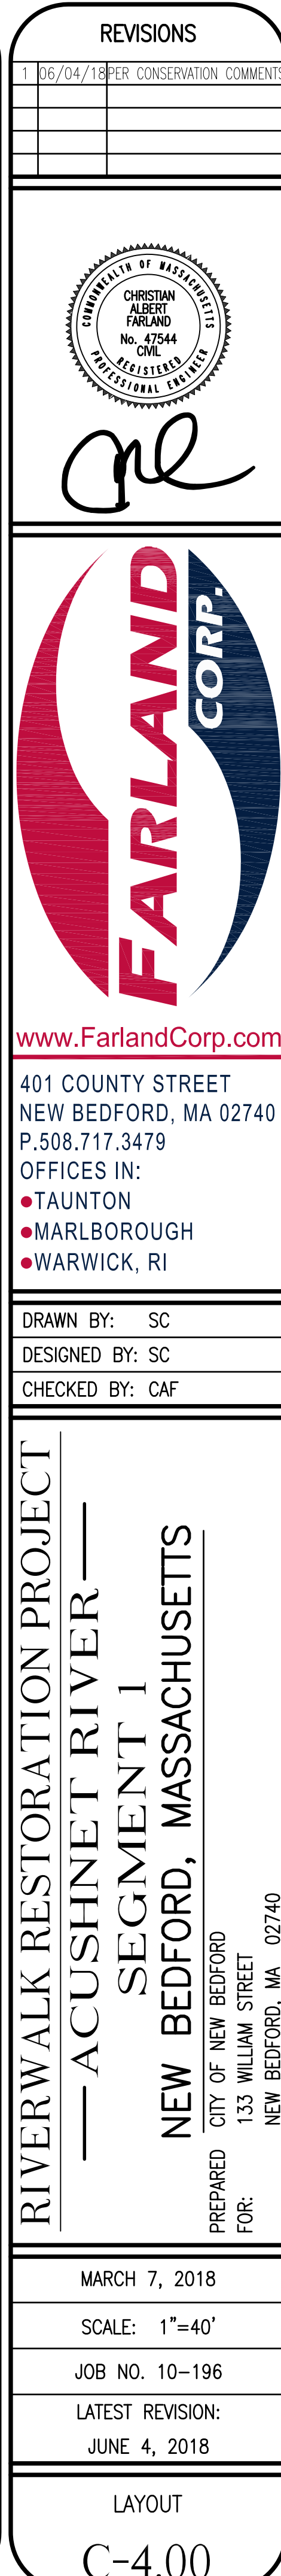 REVISIONS
1 06/04/18 PER CONSERVATION COMMENTS
COMMONWEALTH OF MASSACHUSETTS
CHRISTIAN
ALBERT
FARLAND
No. 47544
CIVIL
REGISTERED
PROFESSIONAL ENGINEER
FARLAND
CORP.
www.FarlandCorp.com
401 COUNTY STREET
NEW BEDFORD, MA 02740
P.508.717.3479
OFFICES IN:
•TAUNTON
•MARLBOROUGH
•WARWICK, RI
DRAWN BY: SC
DESIGNED BY: SC
CHECKED BY: CAF
RIVERWALK RESTORATION PROJECT
—ACUSHNET RIVER—
SEGMENT 1
NEW BEDFORD, MASSACHUSETTS
PREPARED CITY OF NEW BEDFORD
FOR: 133 WILLIAM STREET
NEW BEDFORD, MA 02740
MARCH 7, 2018
SCALE: 1"=40'
JOB NO. 10-196
LATEST REVISION:
JUNE 4, 2018
LAYOUT
C-4.00